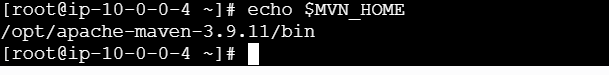 [root@ip-10-0-0-4 ~]# echo $MVN_HOME
/opt/apache-maven-3.9.11/bin
[root@ip-10-0-0-4 ~]#